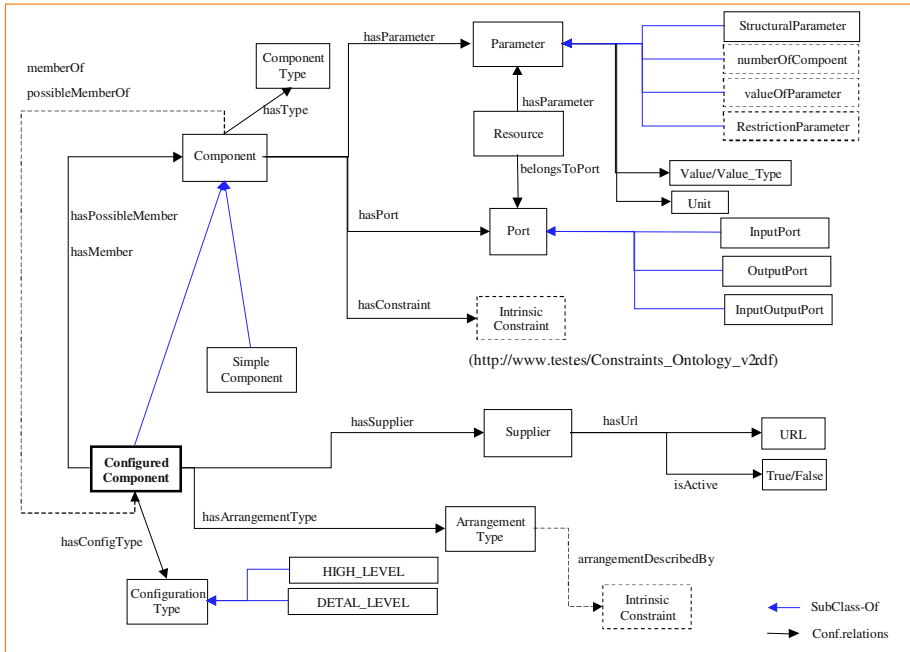 memberOf
possibleMemberOf
Component
Type
hasType
hasParameter
Parameter
StructuralParameter
numberOfCompoent
valueOfParameter
RestrictionParameter
hasParameter
Resource
Component
belongsToPort
Value/Value_Type
Unit
hasPossibleMember
hasMember
hasPort
Port
InputPort
OutputPort
InputOutputPort
hasConstraint
Intrinsic
Constraint
(http://www.testes/Constraints_Ontology_v2rdf)
Simple
Component
hasSupplier
Supplier
hasUrl
URL
Configured
Component
isActive
True/False
hasArrangementType
Arrangement
Type
hasConfigType
arrangementDescribedBy
HIGH_LEVEL
DETAL_LEVEL
Configuration
Type
Intrinsic
Constraint
SubClass-Of
Conf.relations